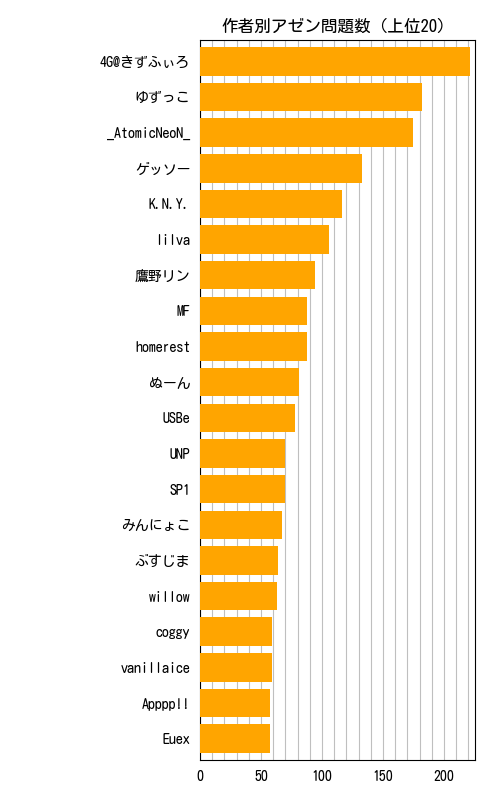 作者別アゼン問題数 (上位20)
4G@きずふぃろ
ゆずっこ
_AtomicNeoN_
ゲッソー
K.N.Y.
lilva
鷹野リン
MF
homerest
ぬーん
USBe
UNP
SP1
みんにょこ
ぶすじま
willow
coggy
vanillaice
Appppl!
Euex
0 50 100 150 200